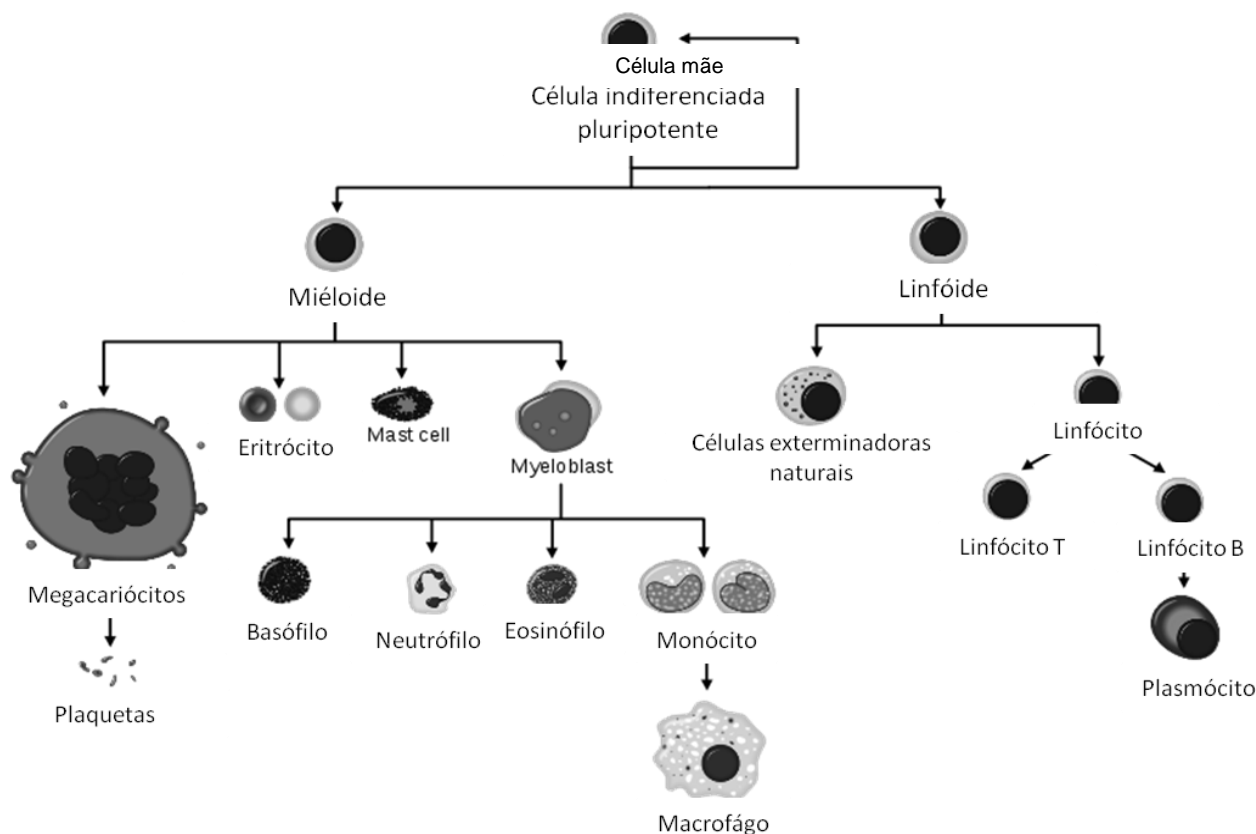 Célula mãe
Célula indiferenciada
pluripotente
Miéloide
Linfóide
Eritrócito
Mast cell
Myeloblast
Células exterminadoras
naturais
Linfócito
Linfócito T
Linfócito B
Megacariócitos
Basófilo
Neutrófilo
Eosinófilo
Monócito
Plaquetas
Plasmócito
Macrofágo